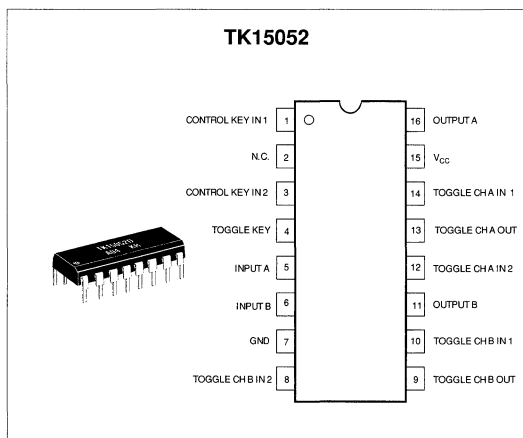 TK15052
CONTROL KEY IN 1
1
N.C.
2
CONTROL KEY IN 2
3
TOGGLE KEY
4
INPUT A
5
INPUT B
6
GND
7
TOGGLE CH B IN 2
8
16
OUTPUT A
15
VCC
14
TOGGLE CH A IN 1
13
TOGGLE CH A OUT
12
TOGGLE CH A IN 2
11
OUTPUT B
10
TOGGLE CH B IN 1
9
TOGGLE CH B OUT
TK15052D